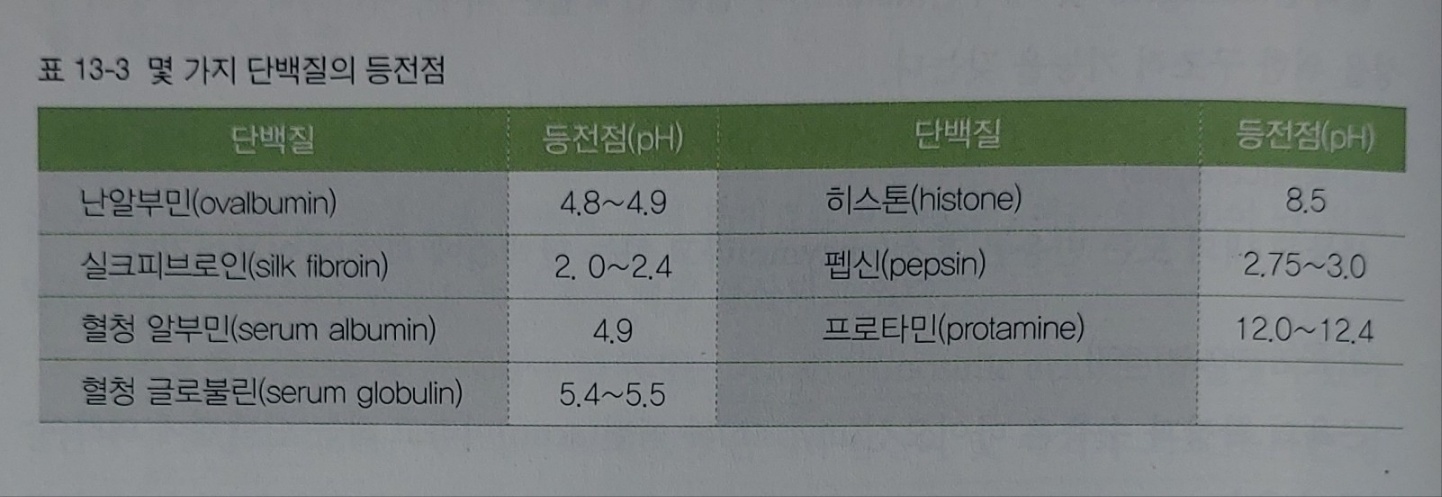 표 13-3 몇 가지 단백질의 등전점
단백질 등전점(pH) 단백질 등전점(pH)
난알부민(ovalbumin) 4.8~4.9 히스톤(histone) 8.5
실크피브로인(silk fibroin) 2. 0~2.4 펩신(pepsin) 2.75~3.0
혈청 알부민(serum albumin) 4.9 프로타민(protamine) 12.0~12.4
혈청 글로불린(serum globulin) 5.4~5.5